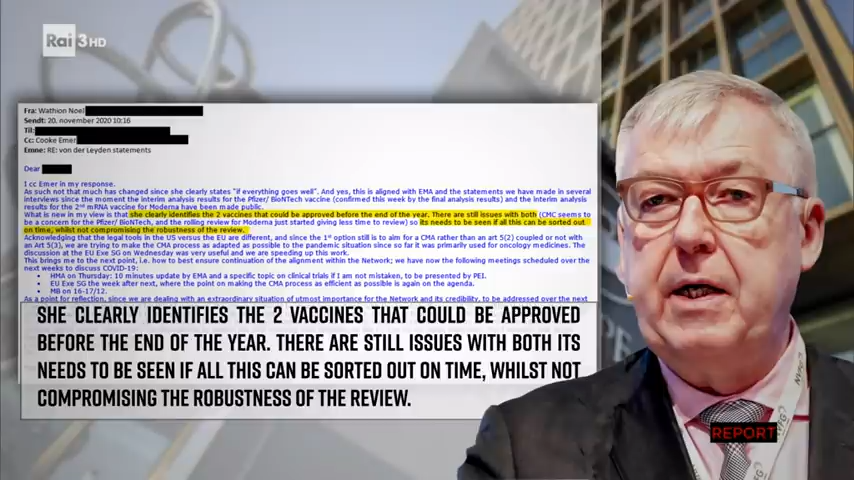 Rai 3HD
Fra: Wathion Noel
Sendt: 20. november 2020 10:16
Til:
Cc: Cooke Emer
Emne: RE: von der Leyden statements
Dear
I cc Emer in my response.
As such not that much has changed since she clearly states "if everything goes well". And yes, this is aligned with EMA and the statements we have made in several
interviews since the moment the interim analysis results for the Pfizer/ BioNTech vaccine (confirmed this week by the final analysis results) and the interim analysis
results for the 2nd mRNA vaccine for Moderna have been made public.
What is new in my view is that she clearly identifies the 2 vaccines that could be approved before the end of the year. There are still issues with both (CMC seems to
be a concern for the Pfizer/ BionTech, and the rolling review for Moderna just started giving less time to review) so its needs to be seen if all this can be sorted out
on time, whilst not compromising the robustness of the review.
Acknowledging that the legal tools in the US versus the EU are different, and since the 1st option still is to aim for a CMA rather than an art 5(2) coupled or not with
an Art 5(3), we are trying to make the CMA process as adapted as possible to the pandemic situation since so far it was primarily used for oncology medicines. The
discussion at the EU Exe SG on Wednesday was very useful and we are speeding up this work.
This brings me to the next point, i.e. how to best ensure continuation of the alignment within the Network; we have now the following meetings scheduled over the
next weeks to discuss COVID-19:
• HMA on Thursday: 10 minutes update by EMA and a specific topic on clinical trials if I am not mistaken, to be presented by PEI.
• EU Exe SG the week after next, where the point on making the CMA process as efficient as possible is again on the agenda.
• MB on 16-17/12.
As a point for reflection, since we are dealing with an extraordinary situation of utmost importance for the Network and its credibility, to be addressed over the next
SHE CLEARLY IDENTIFIES THE 2 VACCINES THAT COULD BE APPROVED
BEFORE THE END OF THE YEAR. THERE ARE STILL ISSUES WITH BOTH ITS
NEEDS TO BE SEEN IF ALL THIS CAN BE SORTED OUT ON TIME, WHILST NOT
COMPROMISING THE ROBUSTNESS OF THE REVIEW.
REPORT